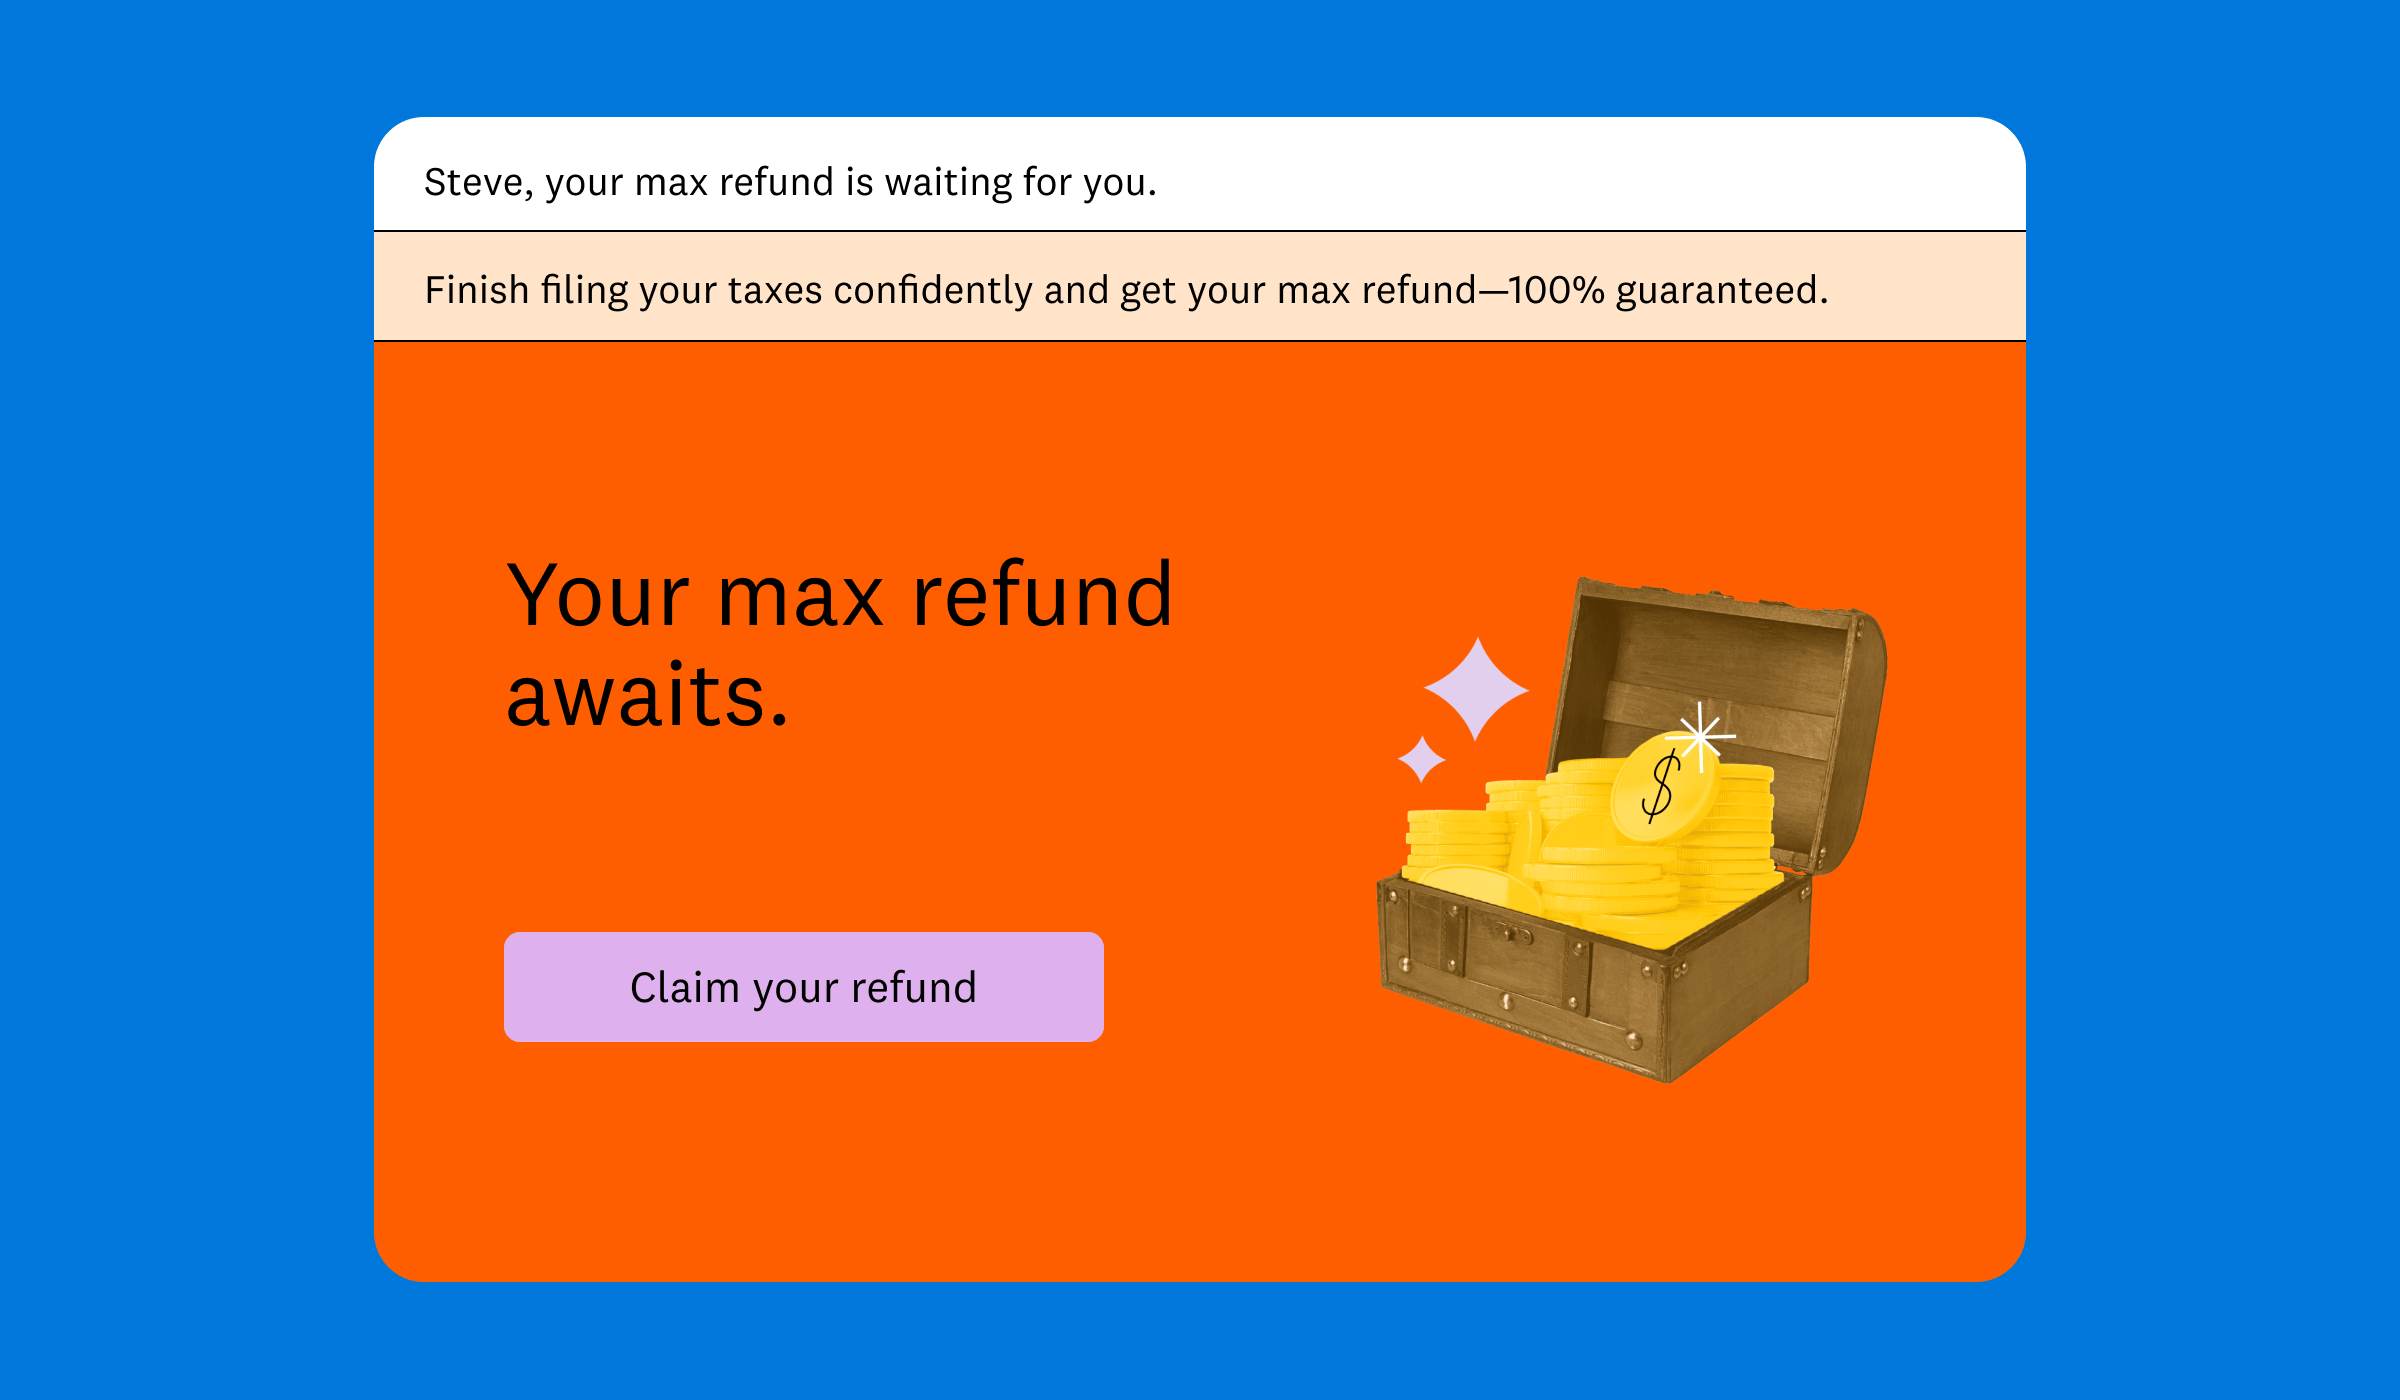 Steve, your max refund is waiting for you.
Finish filing your taxes confidently and get your max refund—100% guaranteed.
Your max refund
awaits.
$
Claim your refund